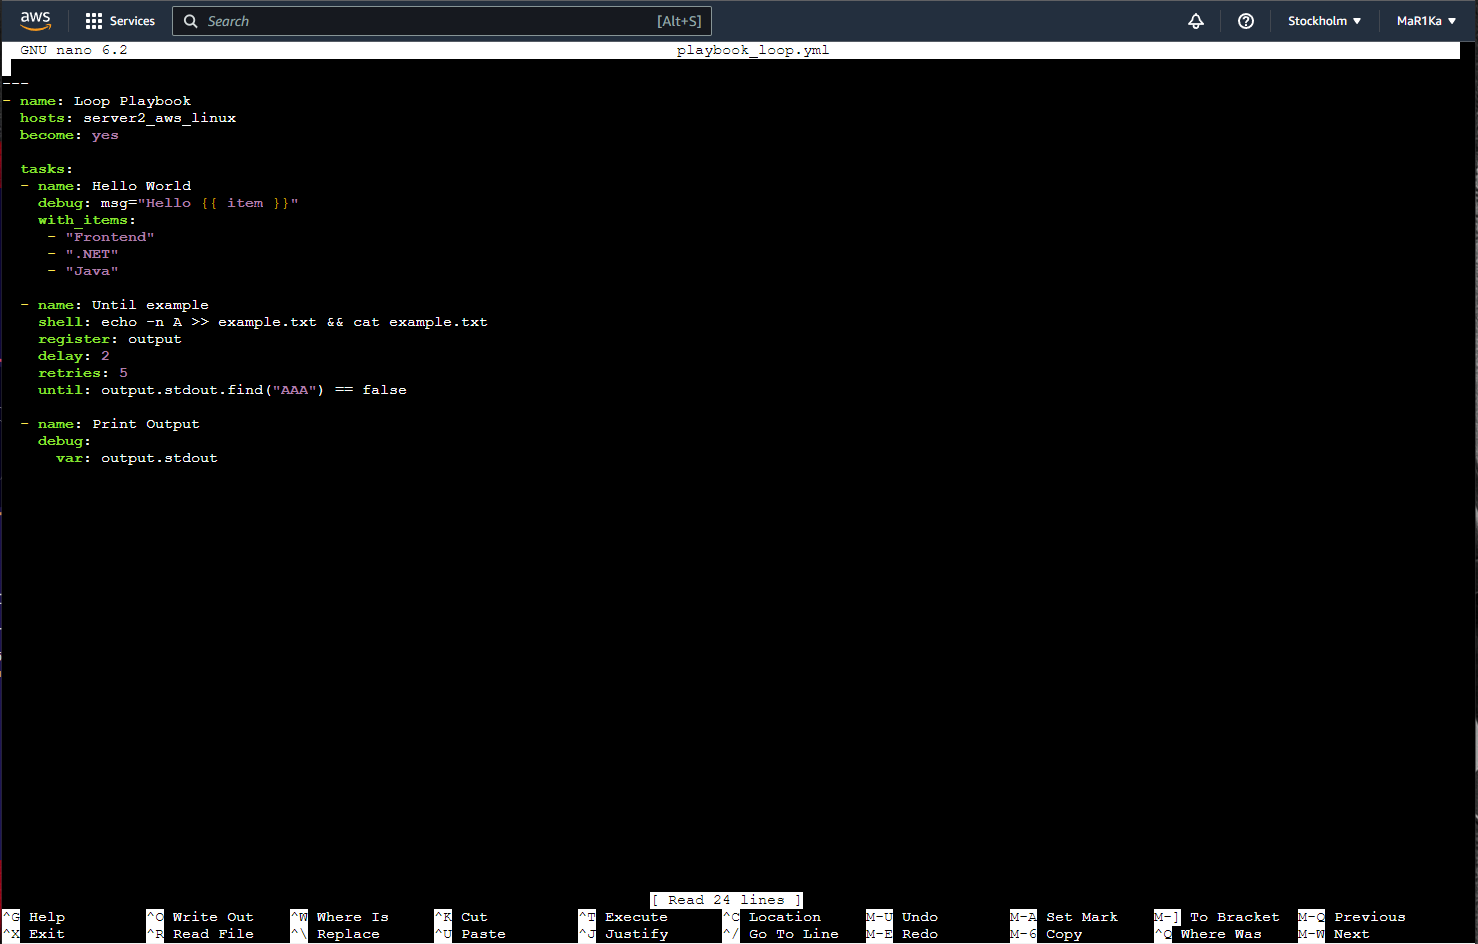 aws Services Search [Alt+S] Stockholm ▼ MaR1Ka ▼
GNU nano 6.2 playbook_loop.yml
---
- name: Loop Playbook
hosts: server2_aws_linux
become: yes
tasks:
- name: Hello World
debug: msg="Hello {{ item }}"
with_items:
- "Frontend"
- ".NET"
- "Java"
- name: Until example
shell: echo -n A >> example.txt && cat example.txt
register: output
delay: 2
retries: 5
until: output.stdout.find("AAA") == false
- name: Print Output
debug:
var: output.stdout
[ Read 24 lines ]
^G Help ^O Write Out ^W Where Is ^K Cut ^T Execute ^C Location M-U Undo M-A Set Mark M-] To Bracket M-Q Previous
^X Exit ^R Read File ^\ Replace ^U Paste ^J Justify ^/ Go To Line M-E Redo M-6 Copy ^Q Where Was M-W Next